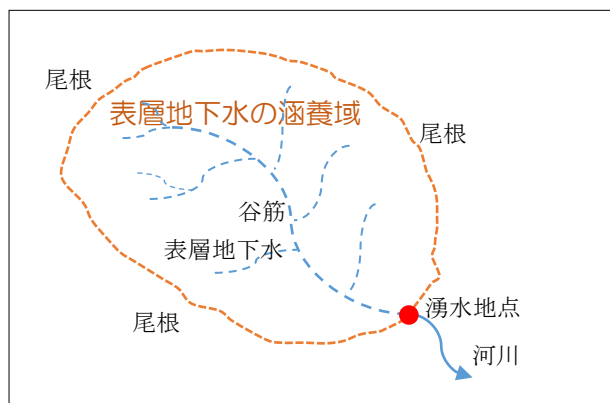 尾根
表層地下水の涵養域
尾根
谷筋
表層地下水
尾根
湧水地点
河川